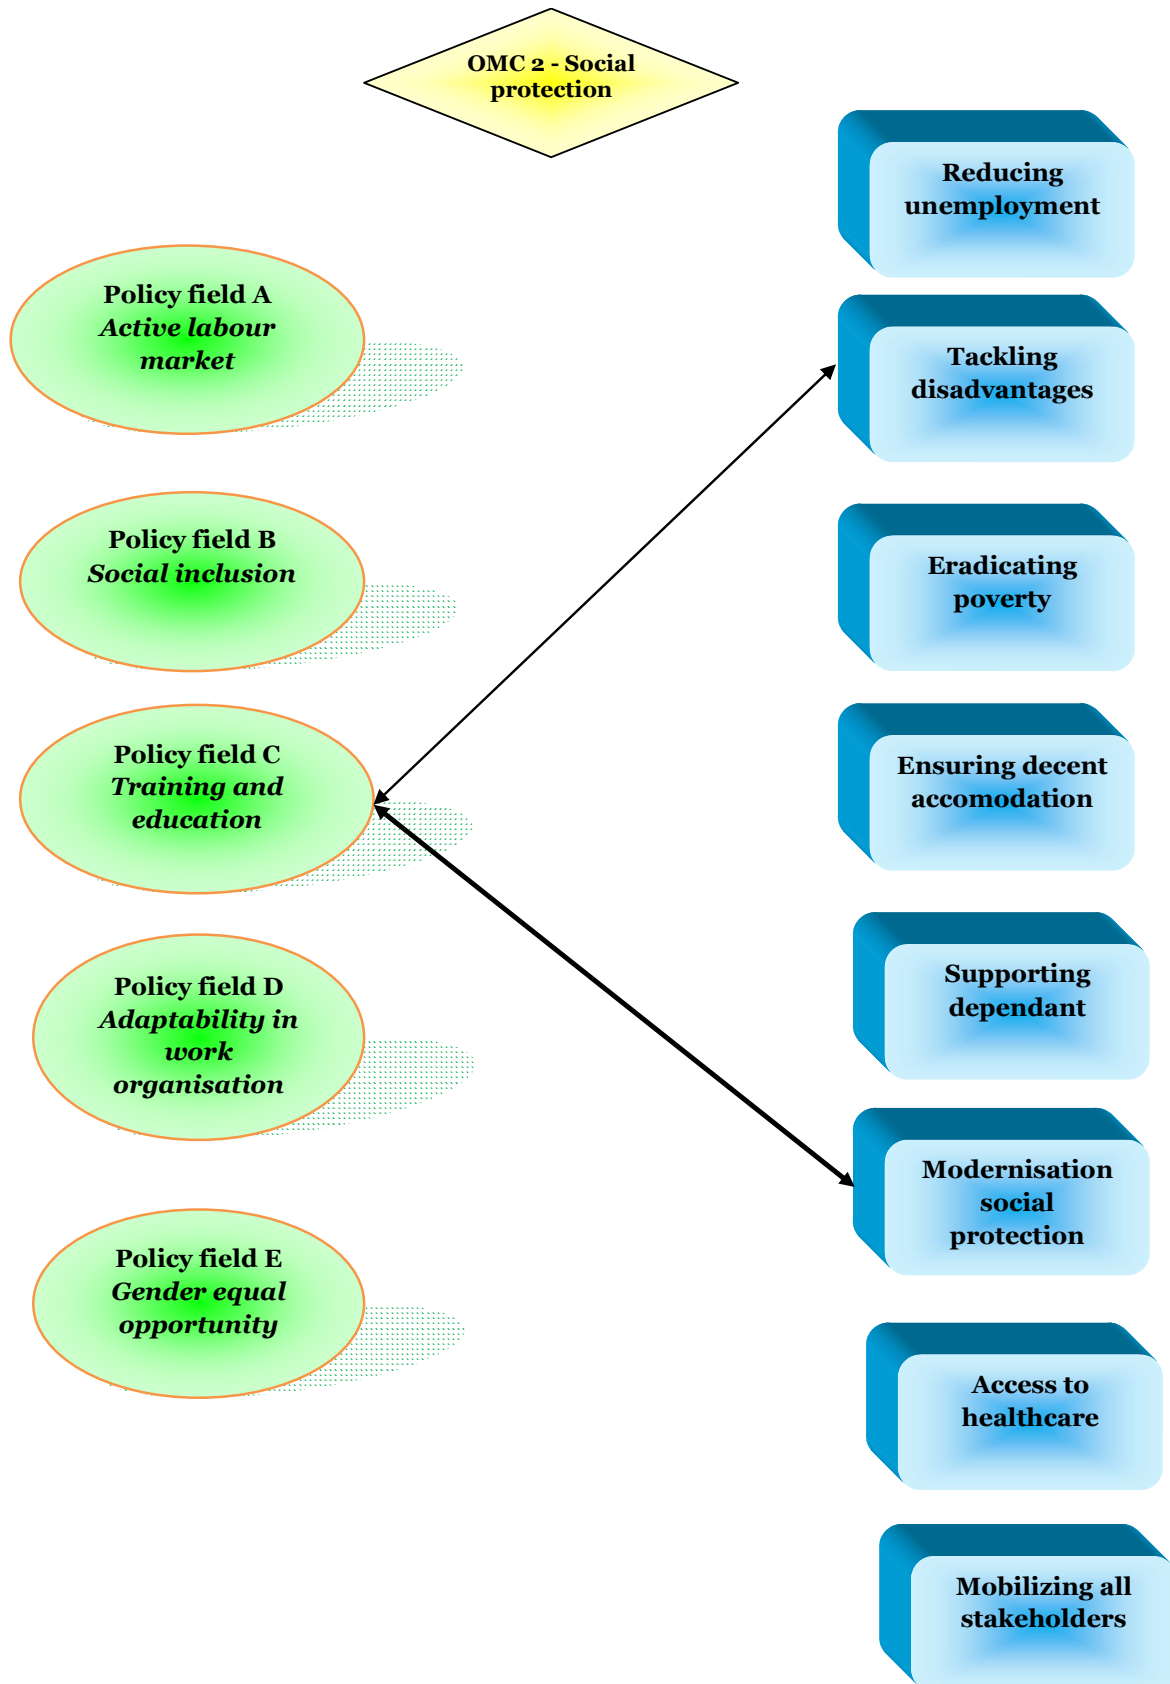 OMC 2 - Social
protection
Reducing
unemployment
Policy field A
Active labour
market
Tackling
disadvantages
Policy field B
Social inclusion
Eradicating
poverty
Policy field C
Training and
education
Ensuring decent
accomodation
Policy field D
Adaptability in
work
organisation
Supporting
dependant
Modernisation
social
protection
Policy field E
Gender equal
opportunity
Access to
healthcare
Mobilizing all
stakeholders